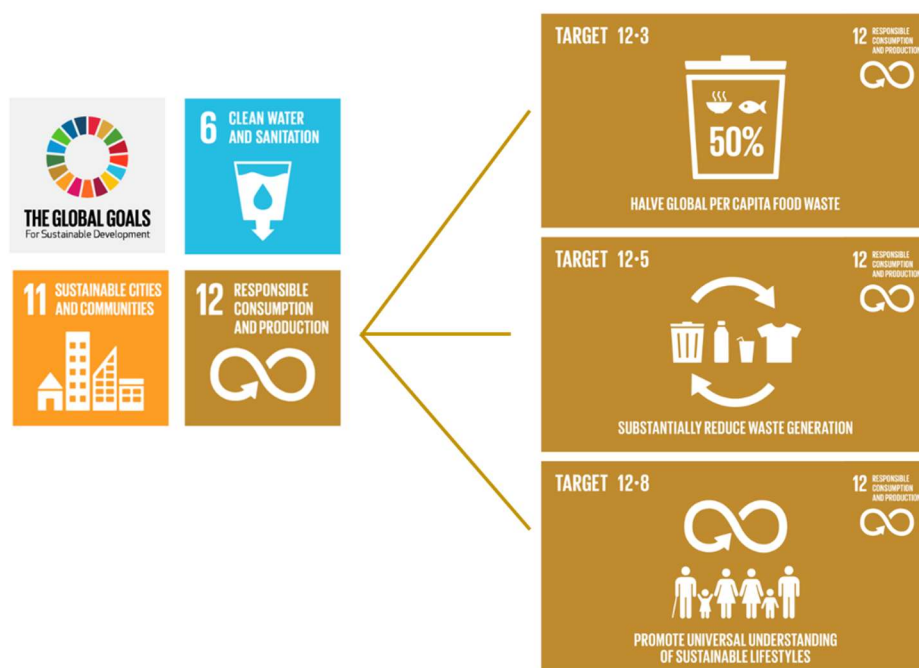 THE GLOBAL GOALS
For Sustainable Development
6 CLEAN WATER
AND SANITATION
11 SUSTAINABLE CITIES
AND COMMUNITIES
12 RESPONSIBLE
CONSUMPTION
AND PRODUCTION
TARGET 12·3
12 RESPONSIBLE
CONSUMPTION
AND PRODUCTION
50%
HALVE GLOBAL PER CAPITA FOOD WASTE
TARGET 12·5
12 RESPONSIBLE
CONSUMPTION
AND PRODUCTION
SUBSTANTIALLY REDUCE WASTE GENERATION
TARGET 12·8
12 RESPONSIBLE
CONSUMPTION
AND PRODUCTION
PROMOTE UNIVERSAL UNDERSTANDING
OF SUSTAINABLE LIFESTYLES